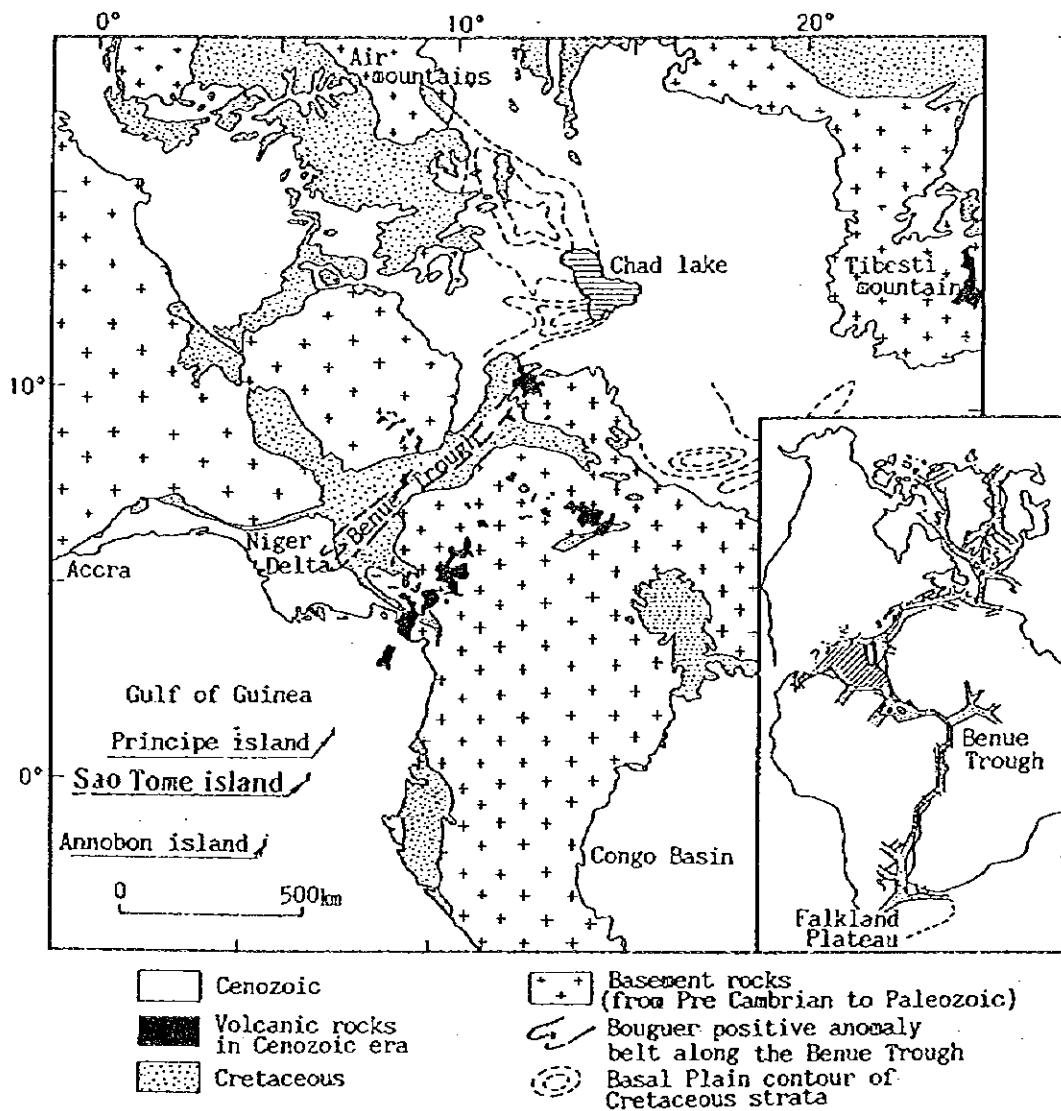 0°
10°
20°
Air
mountains
Chad lake
Tibesti
mountain
10°
Benue Trough
Niger
Delta
Accra
Gulf of Guinea
Principe island
Sao Tome island
0°
Annobon island
Congo Basin
0
500km
Benue
Trough
Falkland
Plateau
Cenozoic
Volcanic rocks
in Cenozoic era
Cretaceous
Basement rocks
(from Pre Cambrian to Paleozoic)
Bouguer positive anomaly
belt along the Benue Trough
Basal Plain contour of
Cretaceous strata